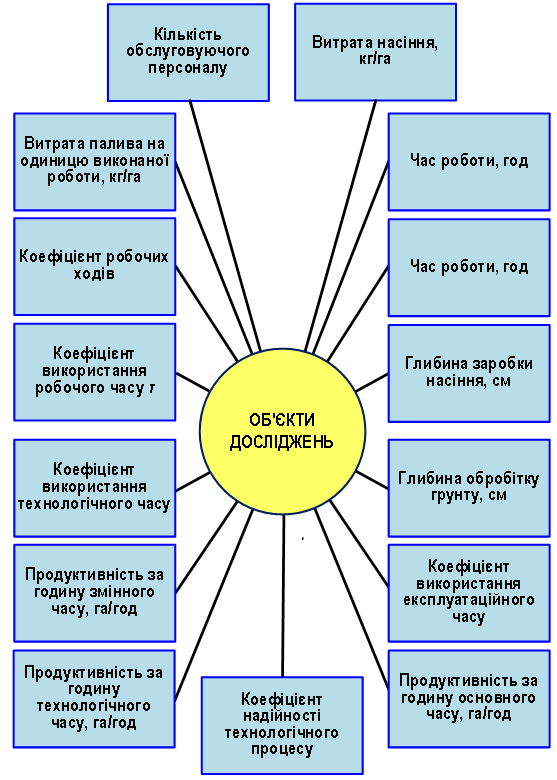 Кількість
обслуговуючого
персоналу
Витрата насіння,
кг/га
Витрата палива на
одиницю виконаної
роботи, кг/га
Час роботи, год
Коефіцієнт робочих
ходів
Час роботи, год
Коефіцієнт
використання
робочого часу τ
Глибина заробки
насіння, см
ОБ'ЄКТИ
ДОСЛІДЖЕНЬ
Коефіцієнт
використання
технологічного часу
Глибина обробітку
грунту, см
Продуктивність за
годину змінного
часу, га/год
Коефіцієнт
використання
експлуатаційного
часу
Продуктивність за
годину
технологічного
часу, га/год
Коефіцієнт
надійності
технологічного
процесу
Продуктивність за
годину основного
часу, га/год